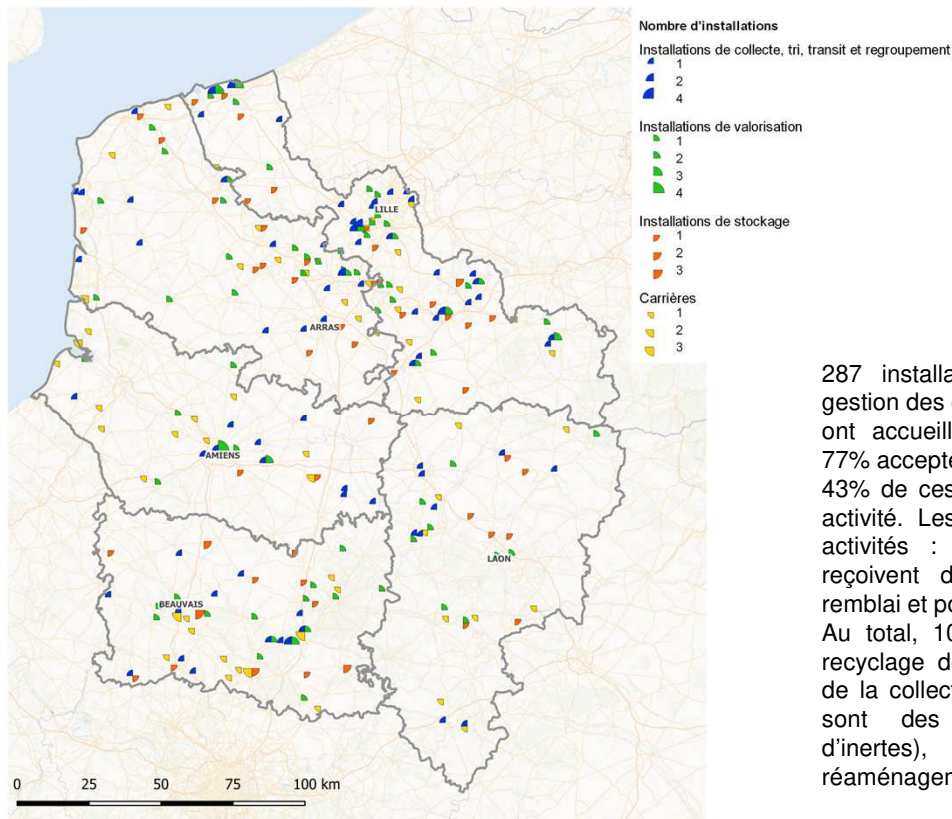 Nombre d'installations
Installations de collecte, tri, transit et regroupement
1
2
4
Installations de valorisation
1
2
3
4
Installations de stockage
1
2
3
Carrières
1
2
3
LILLE
ARRAS
AMIENS
LAON
BEAUVAIS
0 25 50 75 100 km
287 installa
gestion des
ont accueill
77% accepte
43% de ces
activité. Les
activités :
reçoivent d
remblai et po
Au total, 10
recyclage d
de la collect
sont des
d'inertes),
réaménager